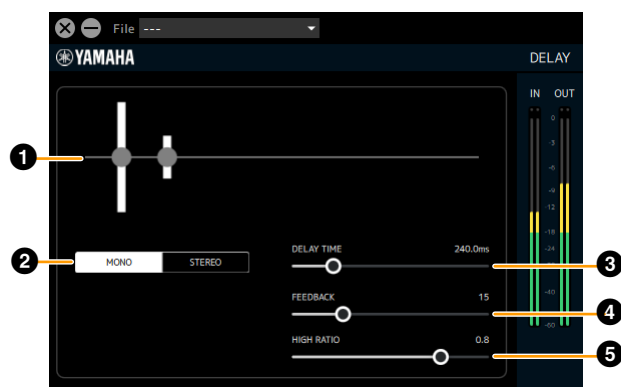 File ---
YAMAHA
DELAY
IN OUT
0
-3
-6
-9
-12
-18
-24
-40
-60
1
2
MONO STEREO
DELAY TIME 240.0ms
3
FEEDBACK 15
4
HIGH RATIO 0.8
5